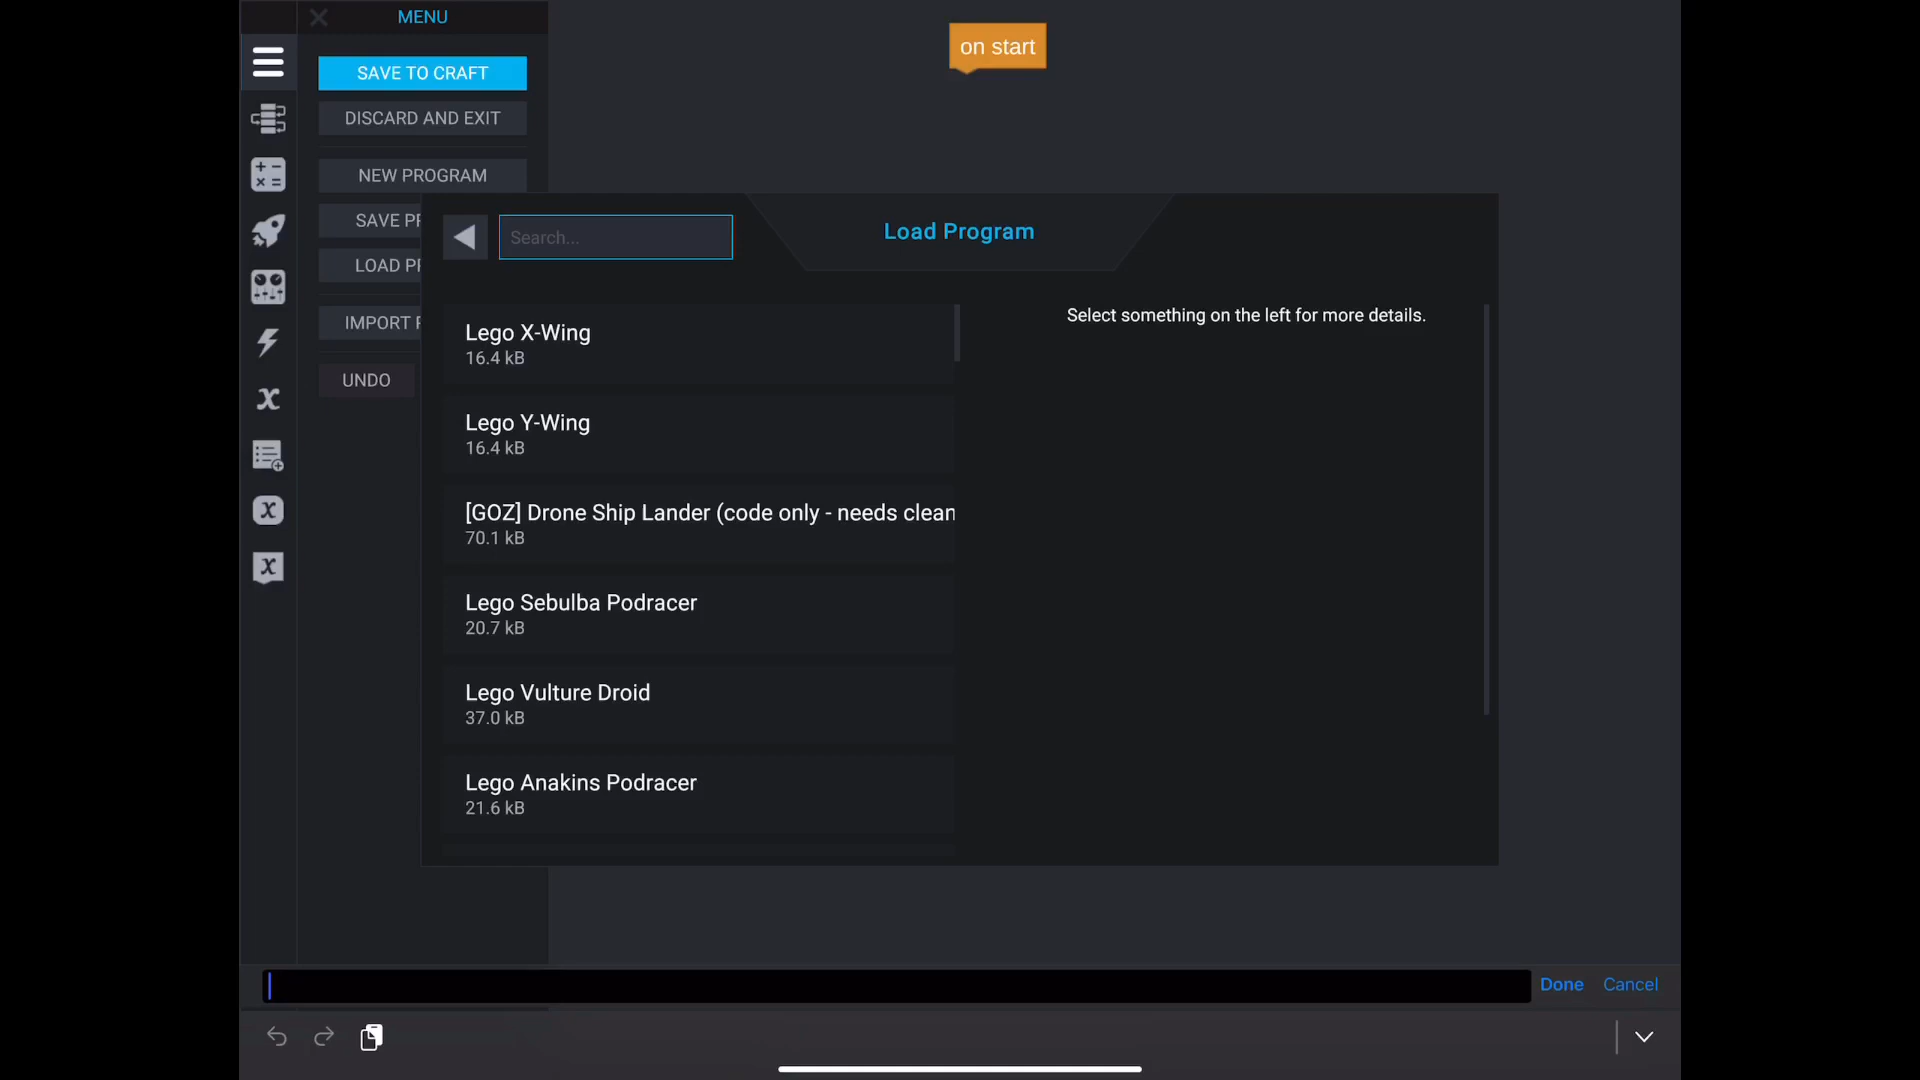 MENU
on start
SAVE TO CRAFT
DISCARD AND EXIT
NEW PROGRAM
SAVE PR
LOAD PR
IMPORT P
UNDO
Search...
Load Program
Select something on the left for more details.
Lego X-Wing
16.4 kB
Lego Y-Wing
16.4 kB
[GOZ] Drone Ship Lander (code only - needs clean
70.1 kB
Lego Sebulba Podracer
20.7 kB
Lego Vulture Droid
37.0 kB
Lego Anakins Podracer
21.6 kB
Done Cancel